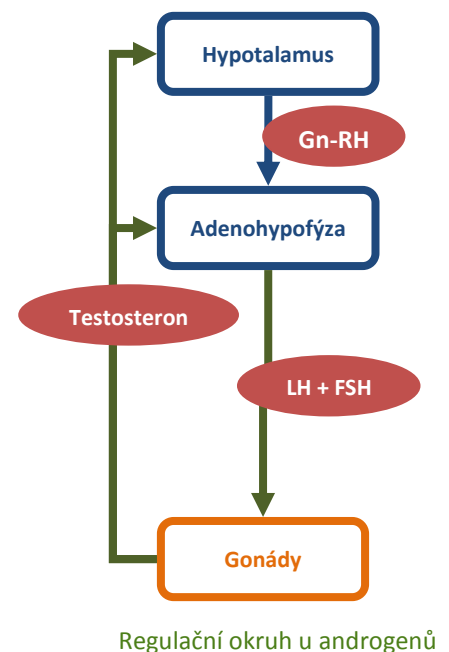 Hypotalamus
Gn-RH
Adenohypofýza
Testosteron
LH + FSH
Gonády
Regulační okruh u androgenů